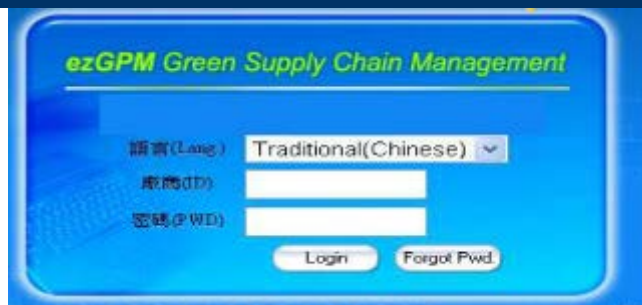 ezGPM Green Supply Chain Management
語言(Lang.) Traditional(Chinese)
廠商(ID)
密碼(PWD)
Login Forgot Pwd.